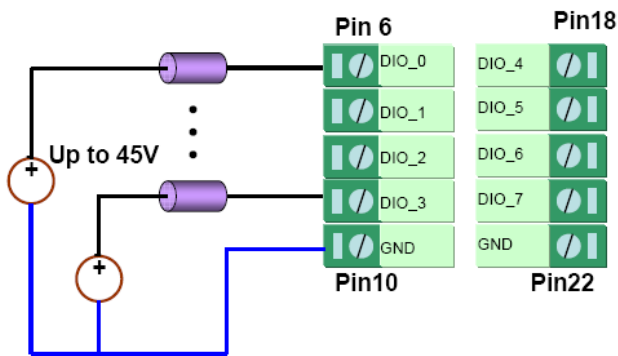 Pin 6
Pin18
DIO_0
DIO_4
DIO_1
DIO_5
Up to 45V
DIO_2
DIO_6
+
DIO_3
DIO_7
+
GND
GND
Pin10
Pin22